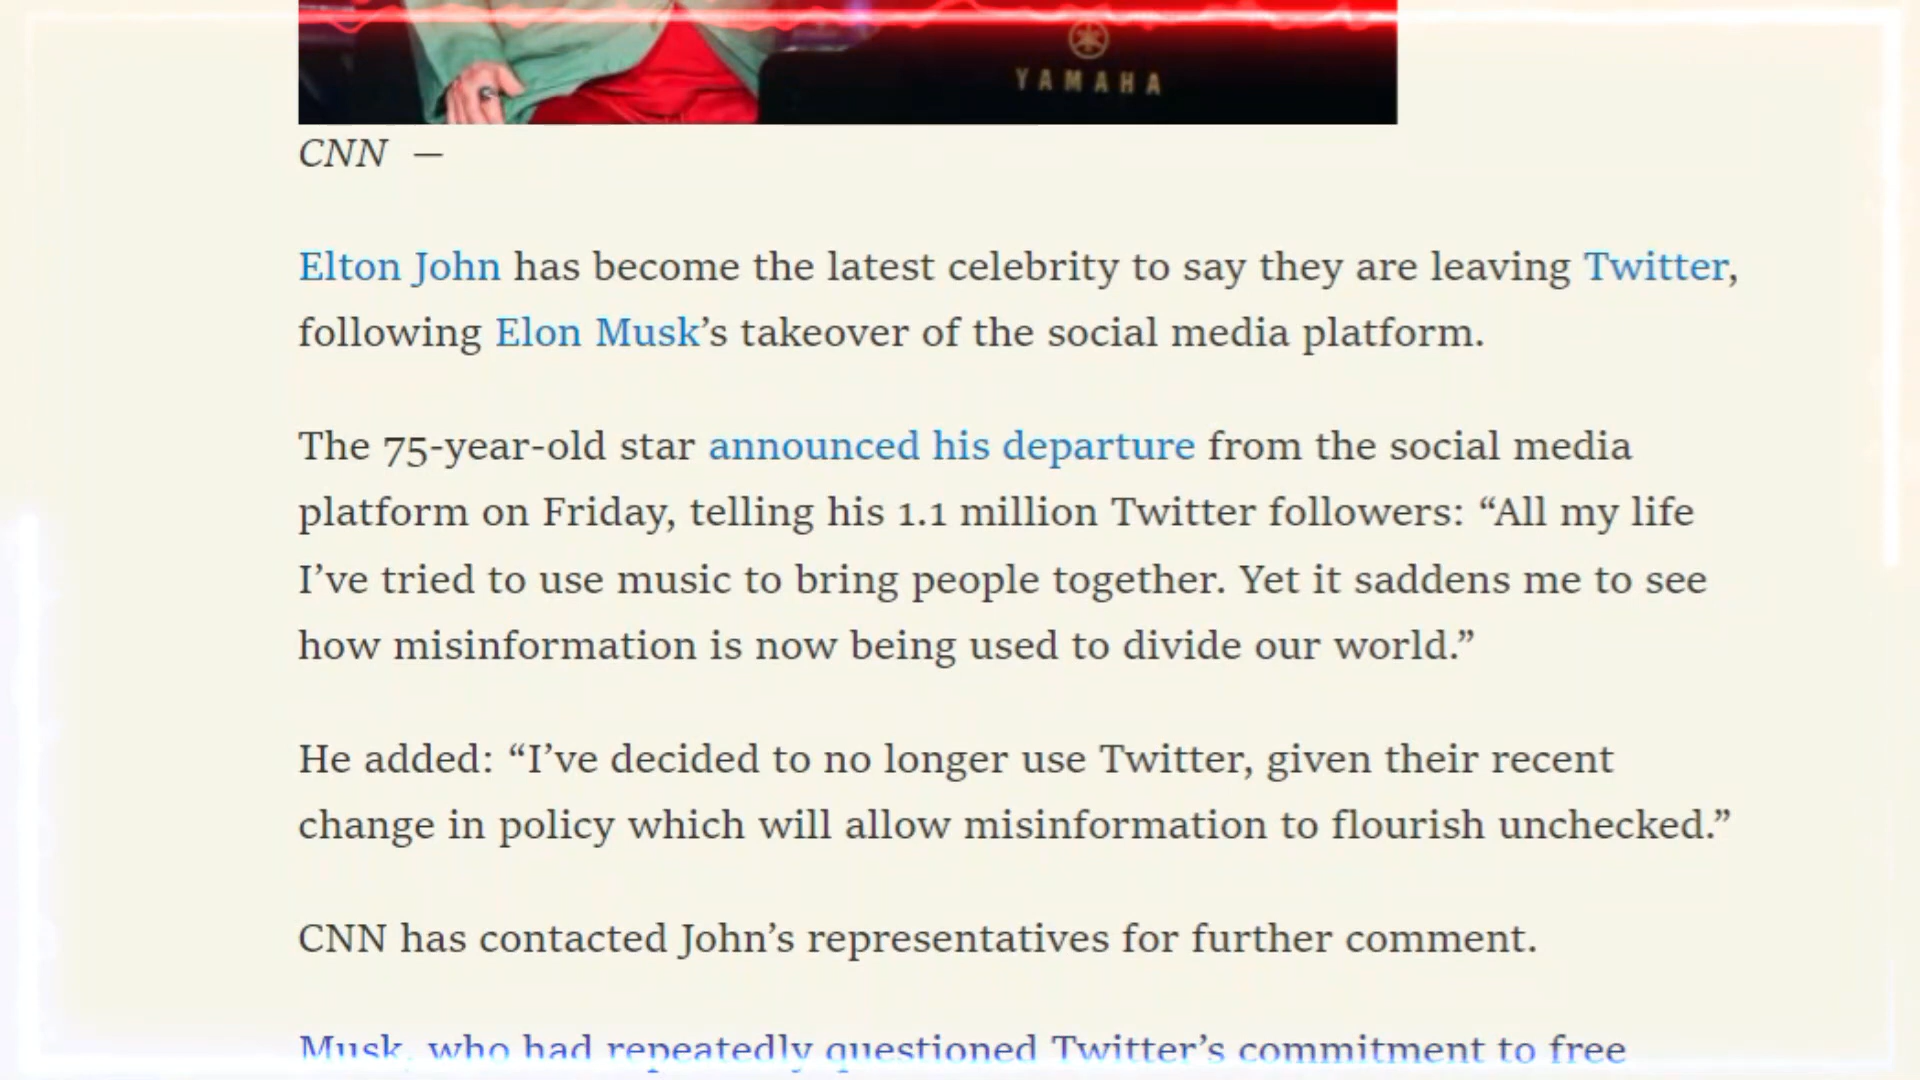 YAMAHA
CNN —
Elton John has become the latest celebrity to say they are leaving Twitter,
following Elon Musk’s takeover of the social media platform.
The 75-year-old star announced his departure from the social media
platform on Friday, telling his 1.1 million Twitter followers: “All my life
I’ve tried to use music to bring people together. Yet it saddens me to see
how misinformation is now being used to divide our world.”
He added: “I’ve decided to no longer use Twitter, given their recent
change in policy which will allow misinformation to flourish unchecked.”
CNN has contacted John’s representatives for further comment.
Musk, who had repeatedly questioned Twitter’s commitment to free